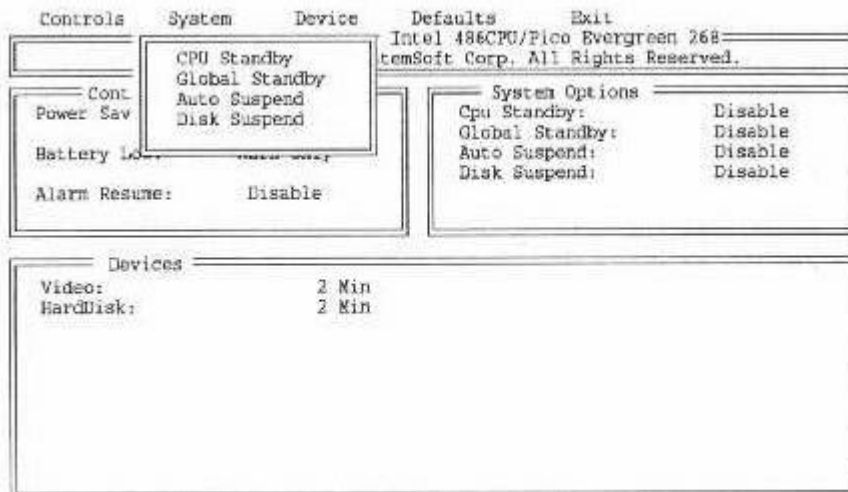 Controls System Device Defaults Exit
Intel 486CPU/Pico Evergreen 268
temSoft Corp. All Rights Reserved.
CPU Standby
Global Standby
Auto Suspend
Disk Suspend
Cont
Power Sav
Battery Low:
Alarm Resume: Disable
System Options
Cpu Standby: Disable
Global Standby: Disable
Auto Suspend: Disable
Disk Suspend: Disable
Devices
Video: 2 Min
HardDisk: 2 Min